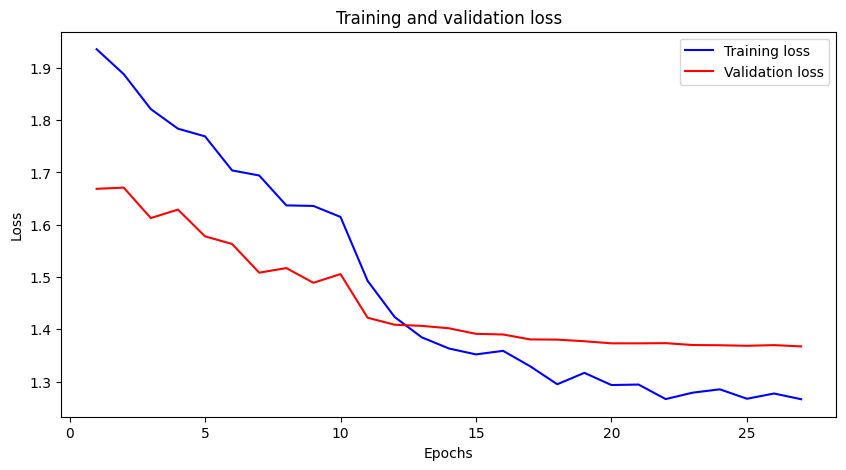 Training and validation loss
Training loss
Validation loss
1.9
1.8
1.7
1.6
1.5
1.4
1.3
Loss
0
5
10
15
20
25
Epochs